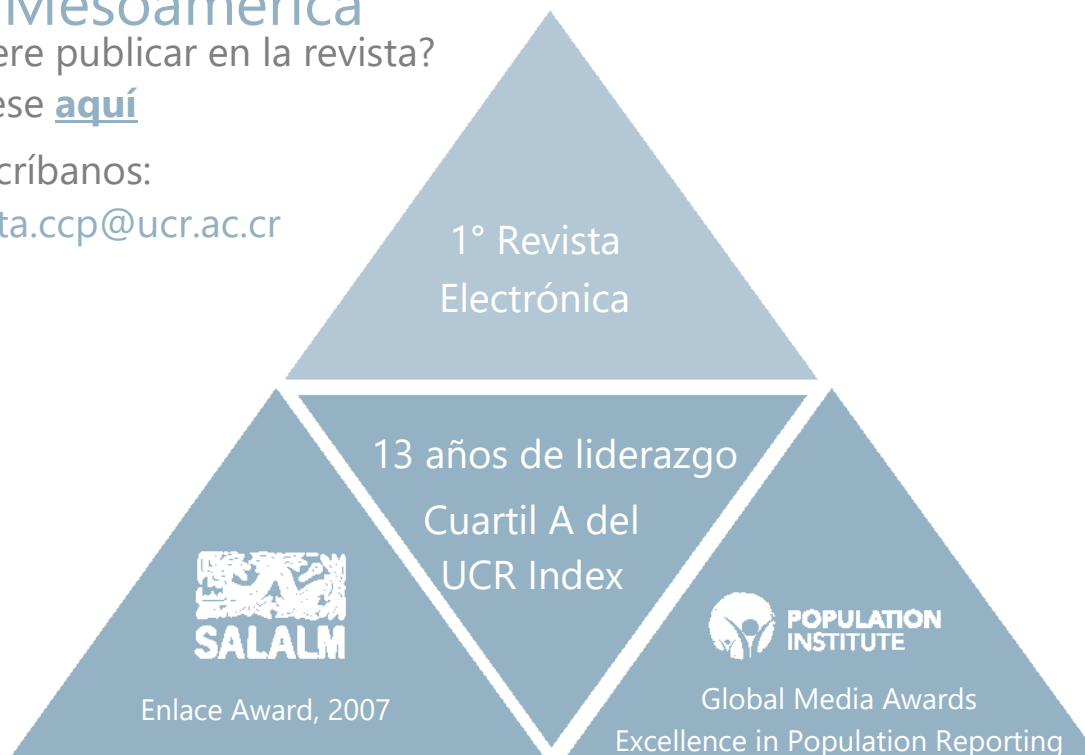 Mesoamérica
ere publicar en la revista?
ese aquí
críbanos:
ta.ccp@ucr.ac.cr
1° Revista
Electrónica
13 años de liderazgo
Cuartil A del
UCR Index
SALALM
Enlace Award, 2007
POPULATION
INSTITUTE
Global Media Awards
Excellence in Population Reporting